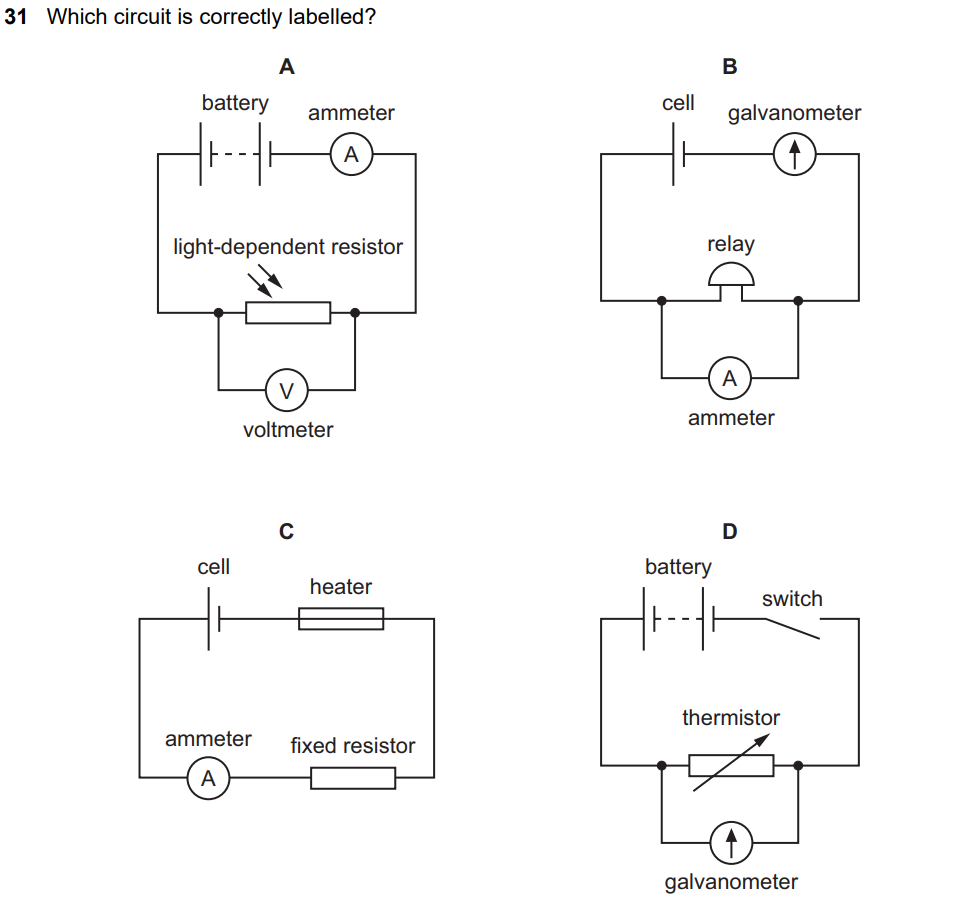 31 Which circuit is correctly labelled?
A
battery
ammeter
A
light-dependent resistor
V
voltmeter
B
cell
galvanometer
relay
A
ammeter
C
cell
heater
ammeter
fixed resistor
A
D
battery
switch
thermistor
galvanometer